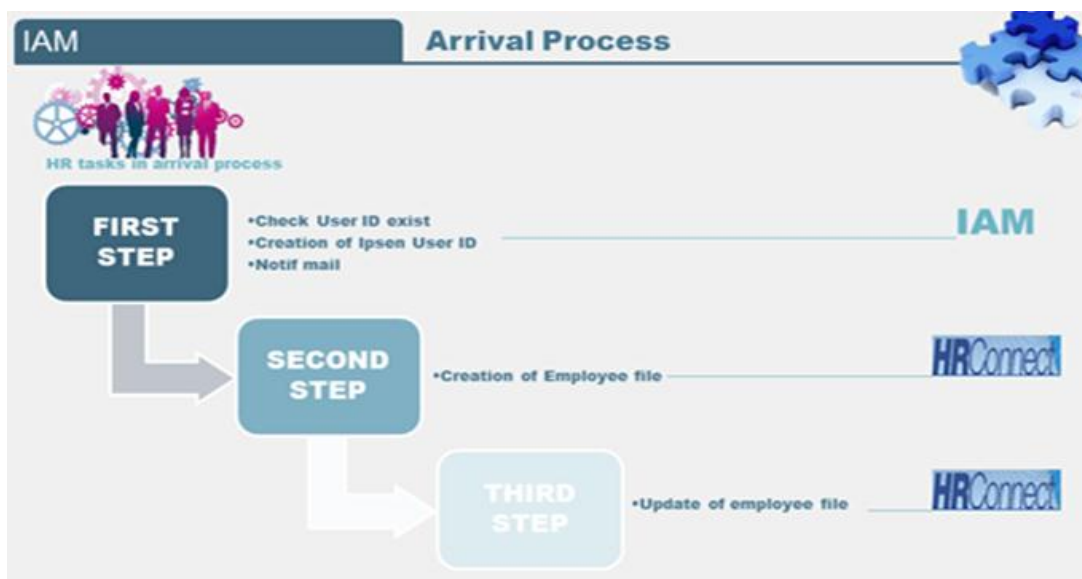 IAM
Arrival Process
HR tasks in arrival process
FIRST
STEP
•Check User ID exist
•Creation of Ipsen User ID
•Notif mail
IAM
SECOND
STEP
•Creation of Employee file
HRConnect
THIRD
STEP
•Update of employee file
HRConnect